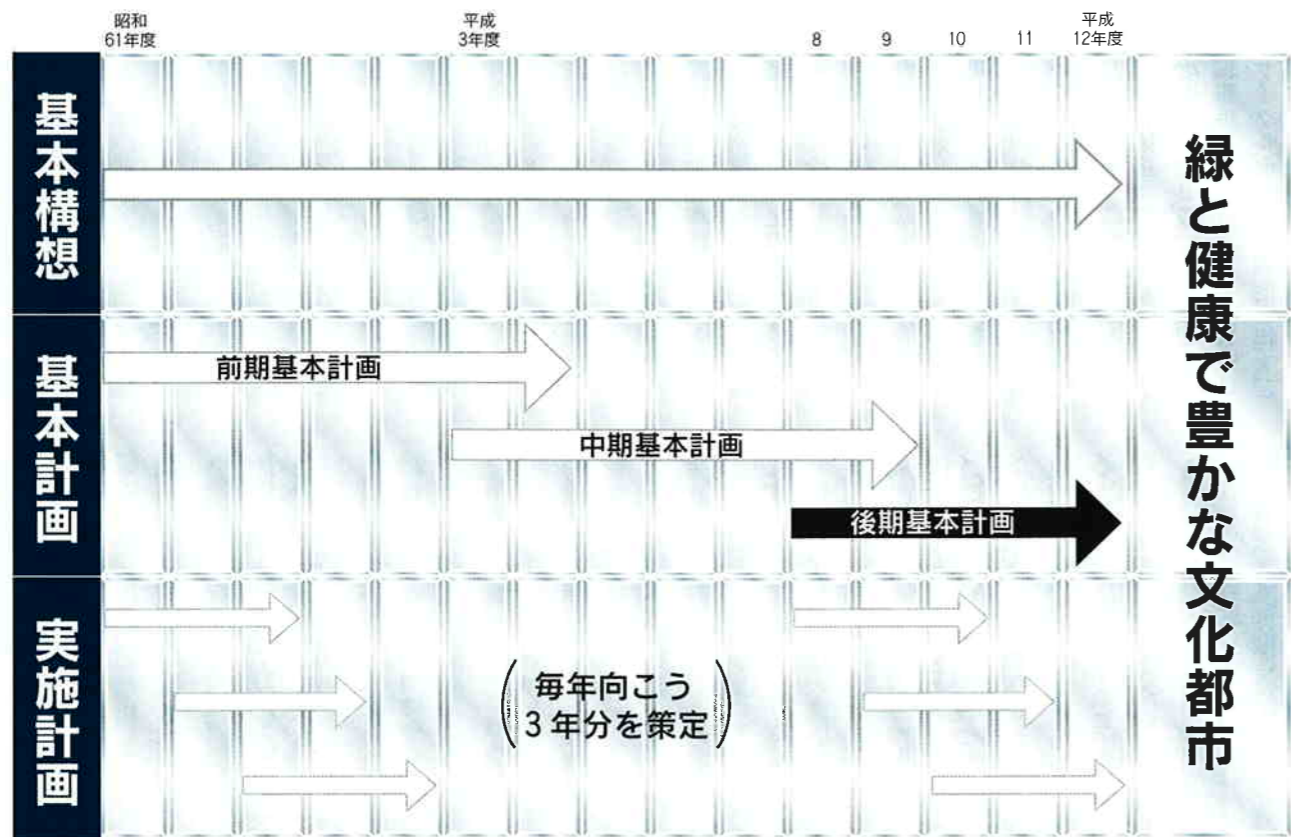 昭和
61年度
平成
3年度
8
9
10
11
平成
12年度
基本構想
緑と健康で豊かな文化都市
基本計画
前期基本計画
中期基本計画
後期基本計画
実施計画
毎年向こう
3年分を策定